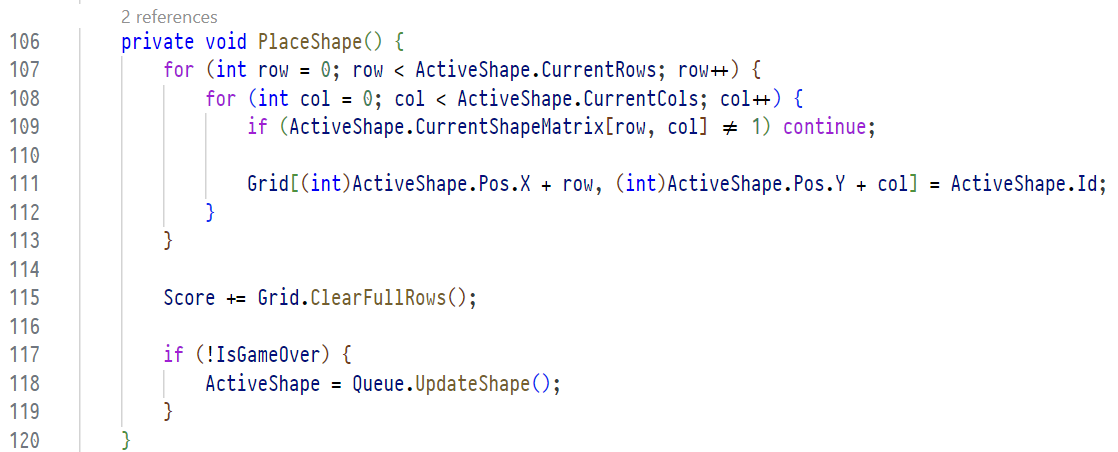 2 references
106 private void PlaceShape() {
107 for (int row = 0; row < ActiveShape.CurrentRows; row++) {
108 for (int col = 0; col < ActiveShape.CurrentCols; col++) {
109 if (ActiveShape.CurrentShapeMatrix[row, col] ≠ 1) continue;
110
111 Grid[(int)ActiveShape.Pos.X + row, (int)ActiveShape.Pos.Y + col] = ActiveShape.Id;
112 }
113 }
114
115 Score += Grid.ClearFullRows();
116
117 if (!IsGameOver) {
118 ActiveShape = Queue.UpdateShape();
119 }
120 }